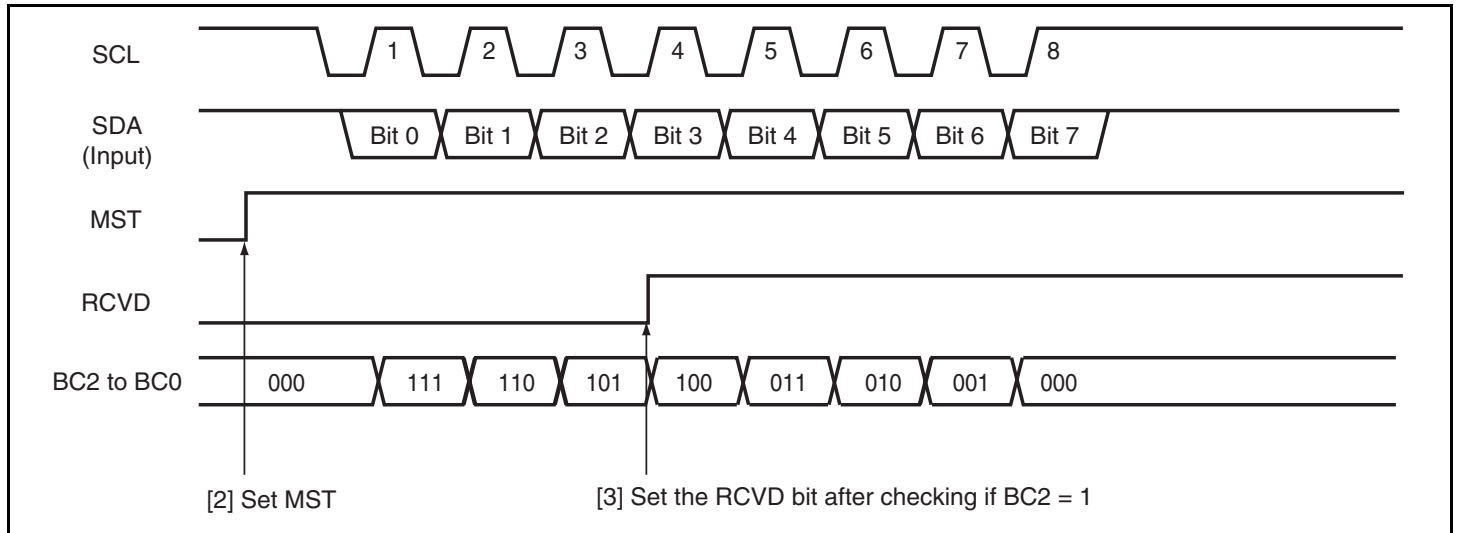 SCL
1 2 3 4 5 6 7 8
SDA
(Input)
Bit 0 Bit 1 Bit 2 Bit 3 Bit 4 Bit 5 Bit 6 Bit 7
MST
RCVD
BC2 to BC0
000 111 110 101 100 011 010 001 000
[2] Set MST
[3] Set the RCVD bit after checking if BC2 = 1